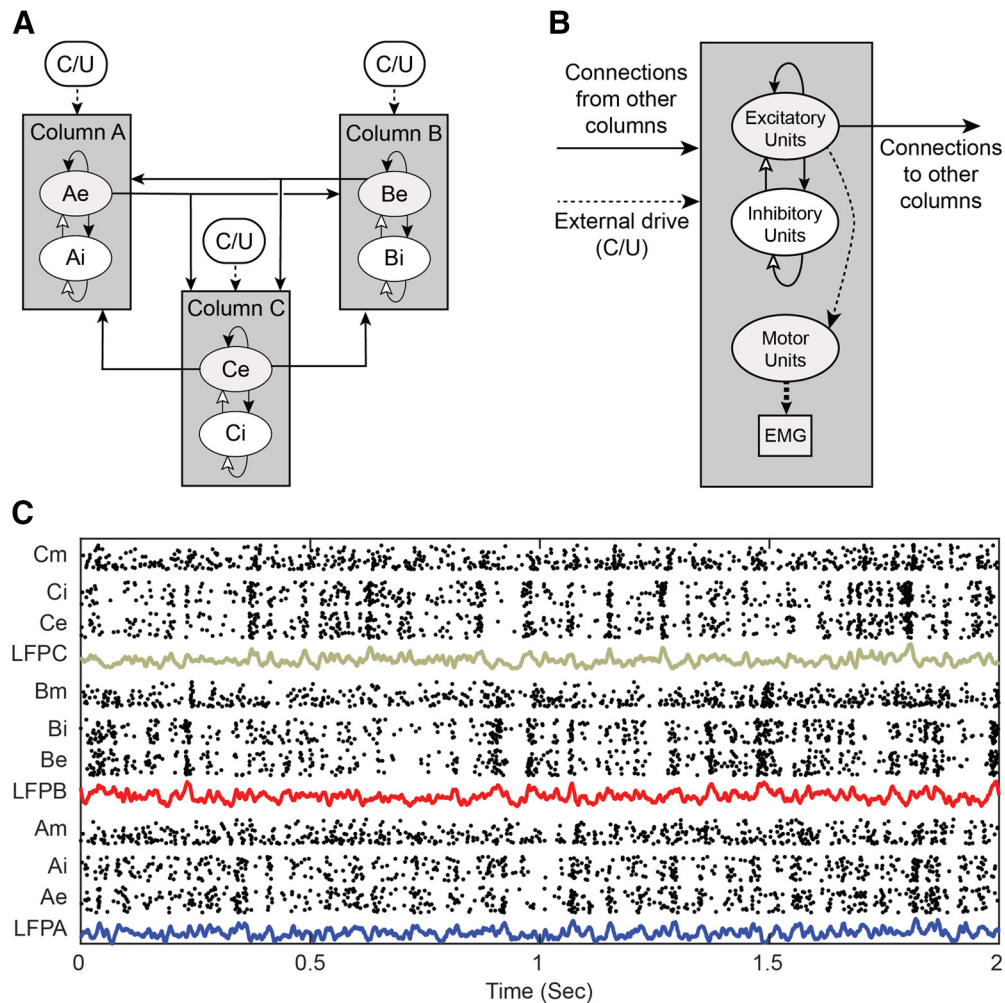 A
C/U
C/U
Column A
Column B
Ae
Be
C/U
Ai
Bi
Column C
Ce
Ci
B
Connections
from other
columns
Excitatory
Units
Connections
to other
columns
External drive
(C/U)
Inhibitory
Units
Motor
Units
EMG
C
Cm
Ci
Ce
LFPC
Bm
Bi
Be
LFPB
Am
Ai
Ae
LFPA
0
0.5
1
1.5
2
Time (Sec)